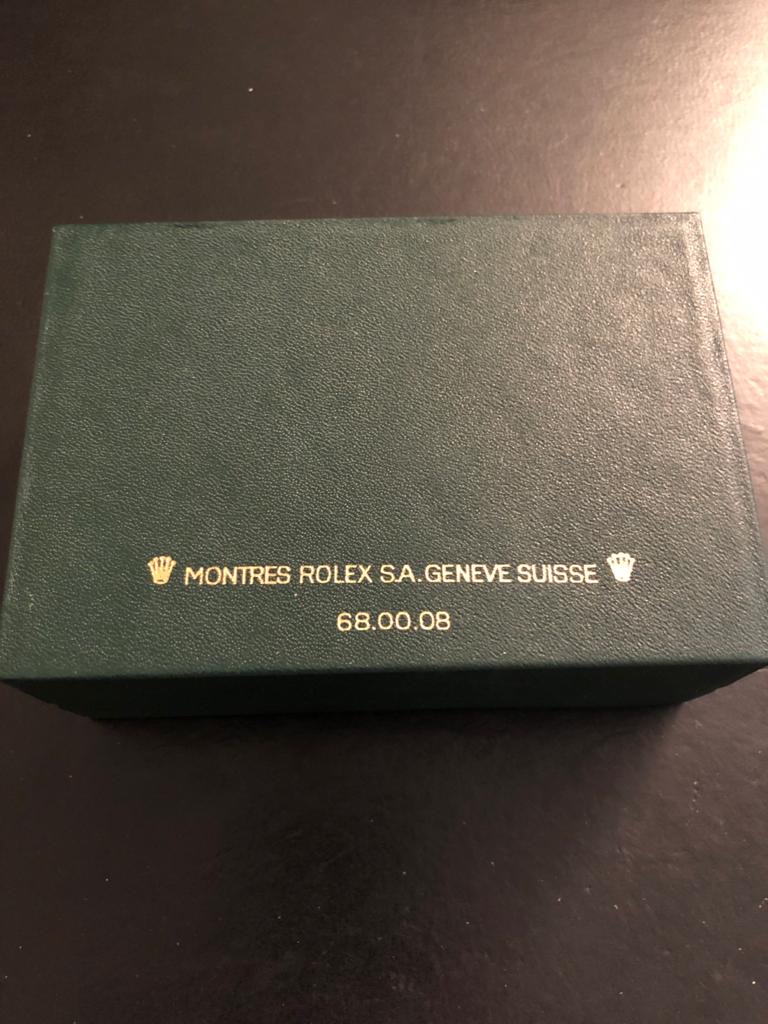 MONTRES ROLEX S.A. GENEVE SUISSE
68.00.08